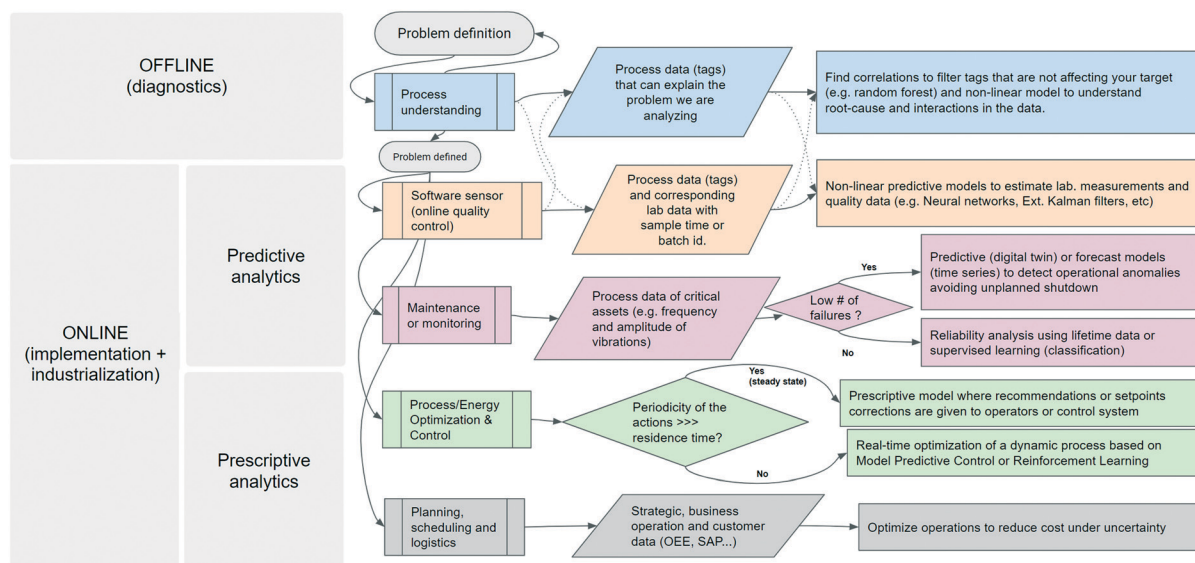 OFFLINE
(diagnostics)
Problem definition
Process
understanding
Process data (tags)
that can explain the
problem we are
analyzing
Find correlations to filter tags that are not affecting your target
(e.g. random forest) and non-linear model to understand
root-cause and interactions in the data.
Problem defined
ONLINE
(implementation +
industrialization)
Predictive
analytics
Software sensor
(online quality
control)
Process data (tags)
and corresponding
lab data with
sample time or
batch id.
Non-linear predictive models to estimate lab. measurements and
quality data (e.g. Neural networks, Ext. Kalman filters, etc)
Maintenance
or monitoring
Process data of critical
assets (e.g. frequency
and amplitude of
vibrations)
Low # of
failures ?
Yes
Predictive (digital twin) or forecast models
(time series) to detect operational anomalies
avoiding unplanned shutdown
No
Reliability analysis using lifetime data or
supervised learning (classification)
Prescriptive
analytics
Process/Energy
Optimization &
Control
Periodicity of the
actions >>>
residence time?
Yes
(steady state)
Prescriptive model where recommendations or setpoints
corrections are given to operators or control system
No
Real-time optimization of a dynamic process based on
Model Predictive Control or Reinforcement Learning
Planning,
scheduling and
logistics
Strategic, business
operation and customer
data (OEE, SAP...)
Optimize operations to reduce cost under uncertainty